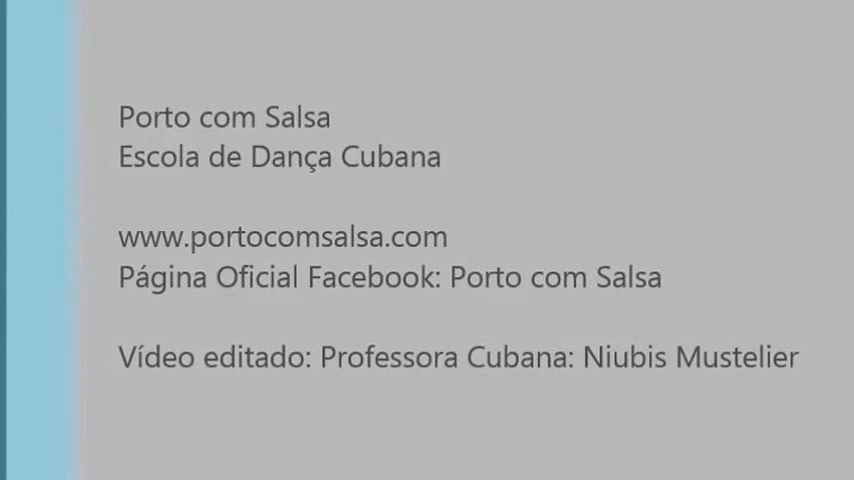 Porto com Salsa
Escola de Dança Cubana
www.portocomsalsa.com
Página Oficial Facebook: Porto com Salsa
Vídeo editado: Professora Cubana: Niubis Mustelier